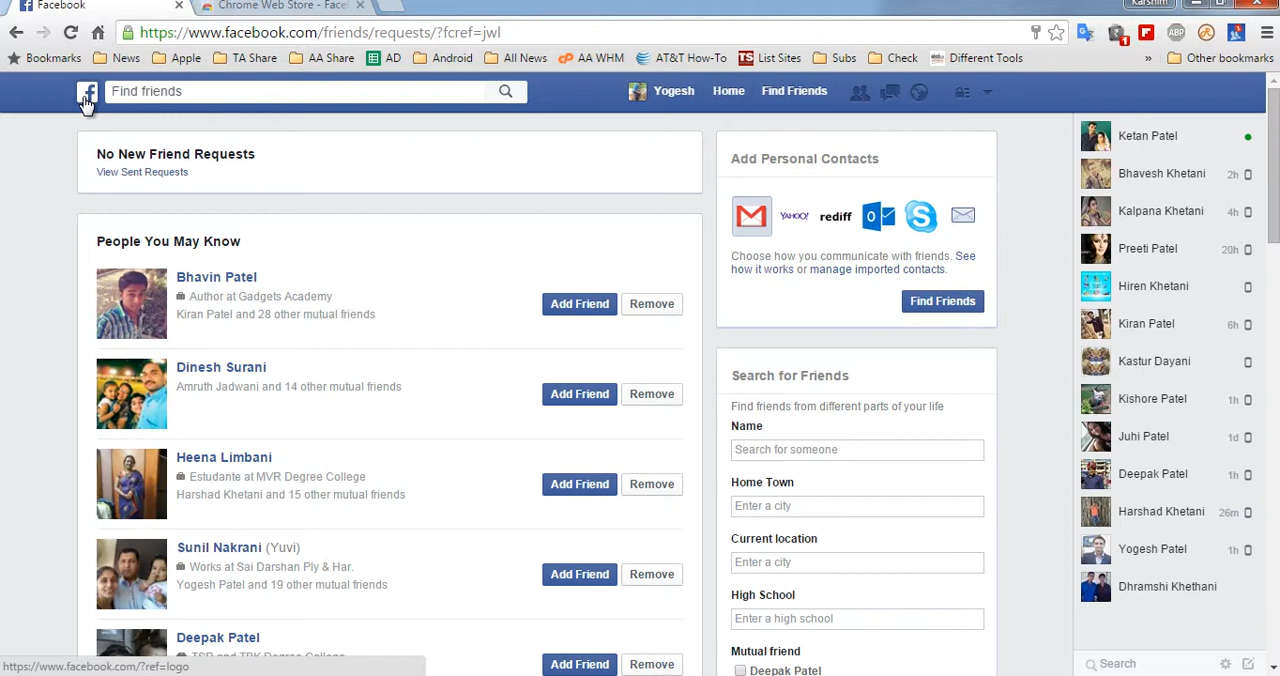 Facebook
Chrome Web Store - Facel
Karshim
https://www.facebook.com/friends/requests/?fcref=jwl
1
ABP
Bookmarks
News
Apple
TA Share
AA Share
AD
Android
All News
AA WHM
AT&T How-To
TS List Sites
Subs
Check
Different Tools
»
Other bookmarks
Find friends
Yogesh
Home
Find Friends
No New Friend Requests
View Sent Requests
People You May Know
Bhavin Patel
Author at Gadgets Academy
Kiran Patel and 28 other mutual friends
Add Friend
Remove
Dinesh Surani
Amruth Jadwani and 14 other mutual friends
Add Friend
Remove
Heena Limbani
Estudante at MVR Degree College
Harshad Khetani and 15 other mutual friends
Add Friend
Remove
Sunil Nakrani (Yuvi)
Works at Sai Darshan Ply & Har.
Yogesh Patel and 19 other mutual friends
Add Friend
Remove
Deepak Patel
TSR and TBK Degree College
Add Friend
Remove
https://www.facebook.com/?ref=logo
Add Personal Contacts
YAHOO!
rediff
Choose how you communicate with friends. See
how it works or manage imported contacts.
Find Friends
Search for Friends
Find friends from different parts of your life
Name
Search for someone
Home Town
Enter a city
Current location
Enter a city
High School
Enter a high school
Mutual friend
Deepak Patel
Ketan Patel
Bhavesh Khetani 2h
Kalpana Khetani 4h
Preeti Patel 20h
Hiren Khetani
Kiran Patel 6h
Kastur Dayani
Kishore Patel 1h
Juhi Patel 1d
Deepak Patel 1h
Harshad Khetani 26m
Yogesh Patel 1h
Dhramshi Khethani
Search